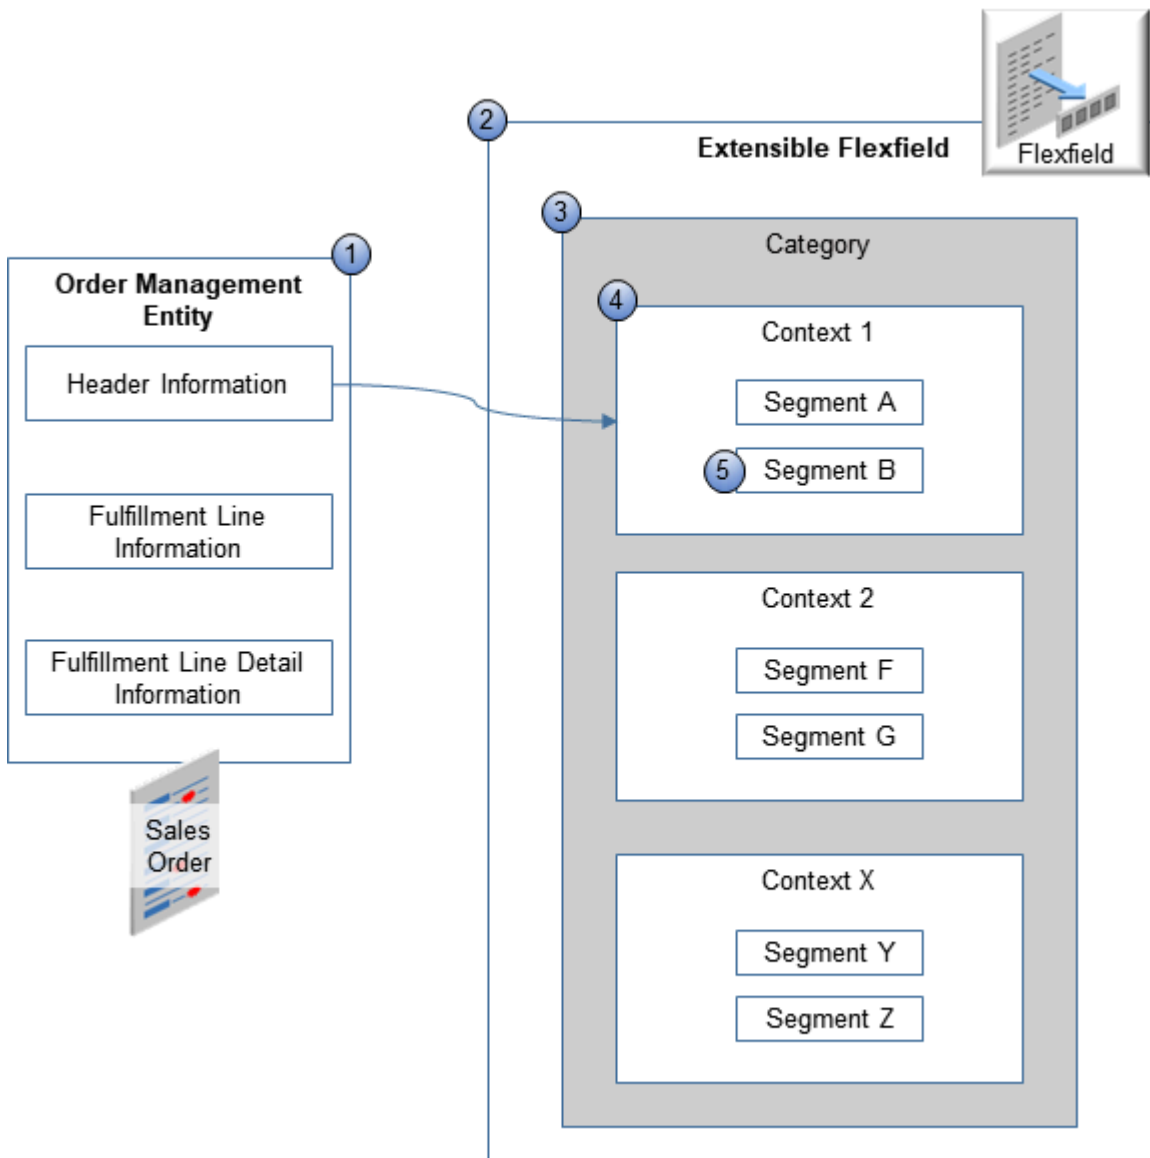 Flexfield
2
Extensible Flexfield
3
Category
1
Order Management
Entity
Header Information
Fulfillment Line
Information
Fulfillment Line Detail
Information
Sales
Order
4
Context 1
Segment A
5
Segment B
Context 2
Segment F
Segment G
Context X
Segment Y
Segment Z